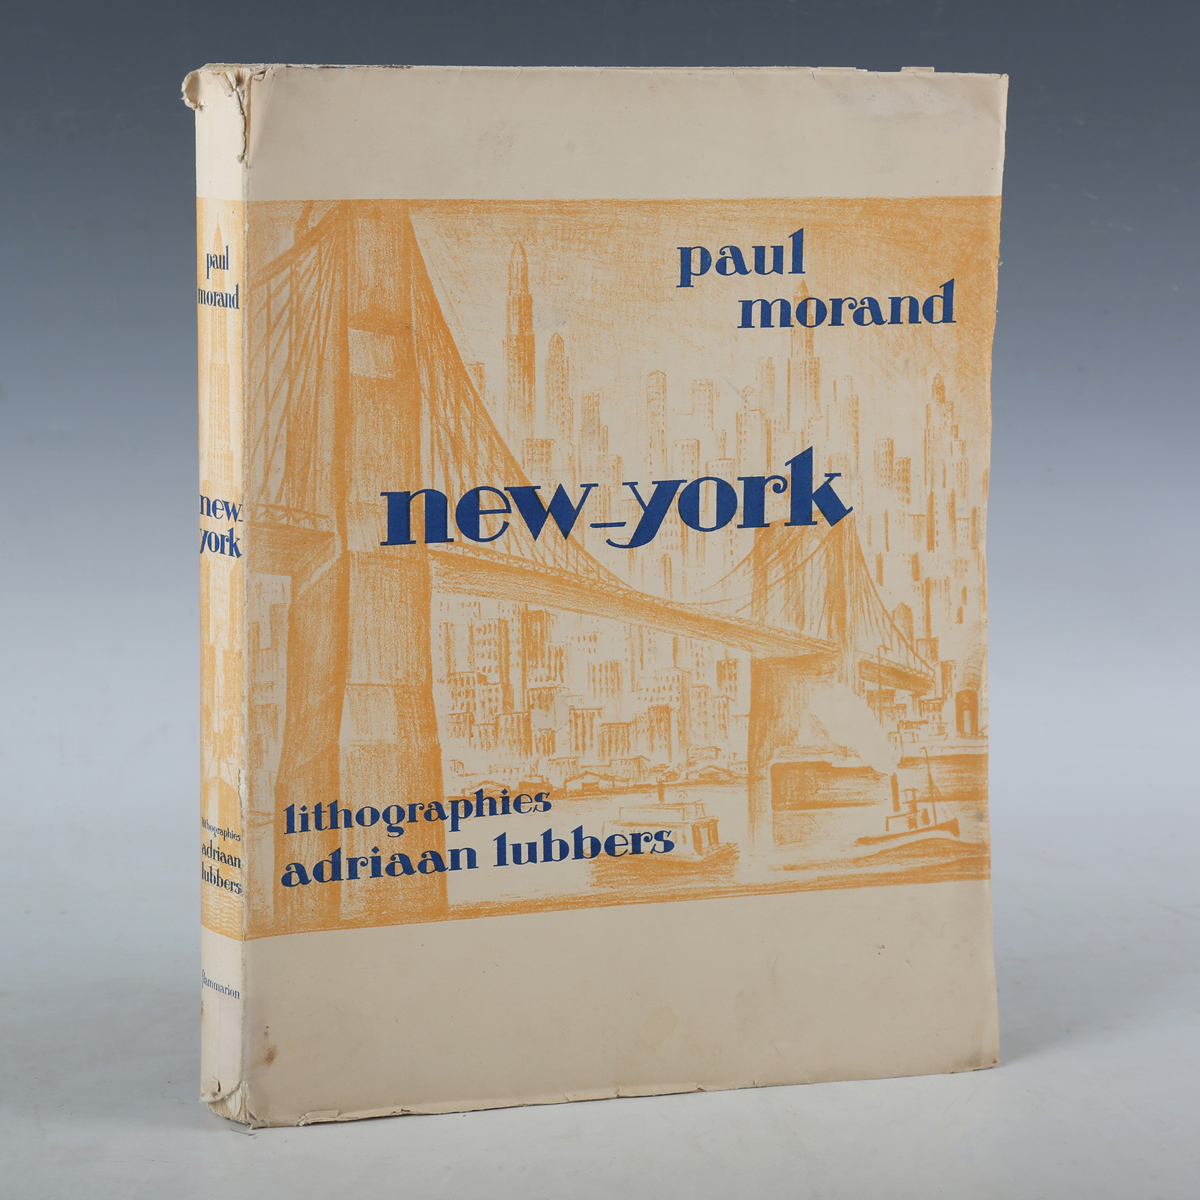 paul
morand
new-york
lithographies
adriaan lubbers
paul
morand
new-
york
lithographies
adriaan
lubbers
flammarion